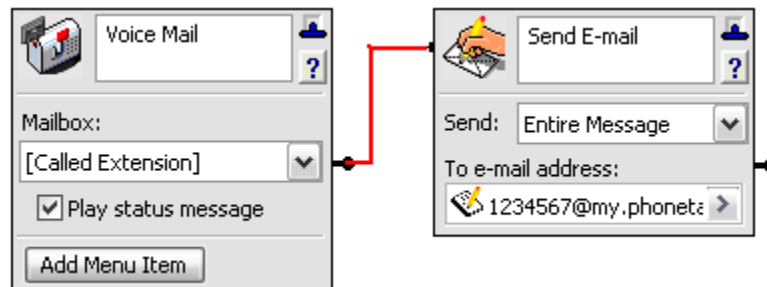 Voice Mail
?
Mailbox:
[Called Extension]
Play status message
Add Menu Item
Send E-mail
?
Send: Entire Message
To e-mail address:
1234567@my.phoneta